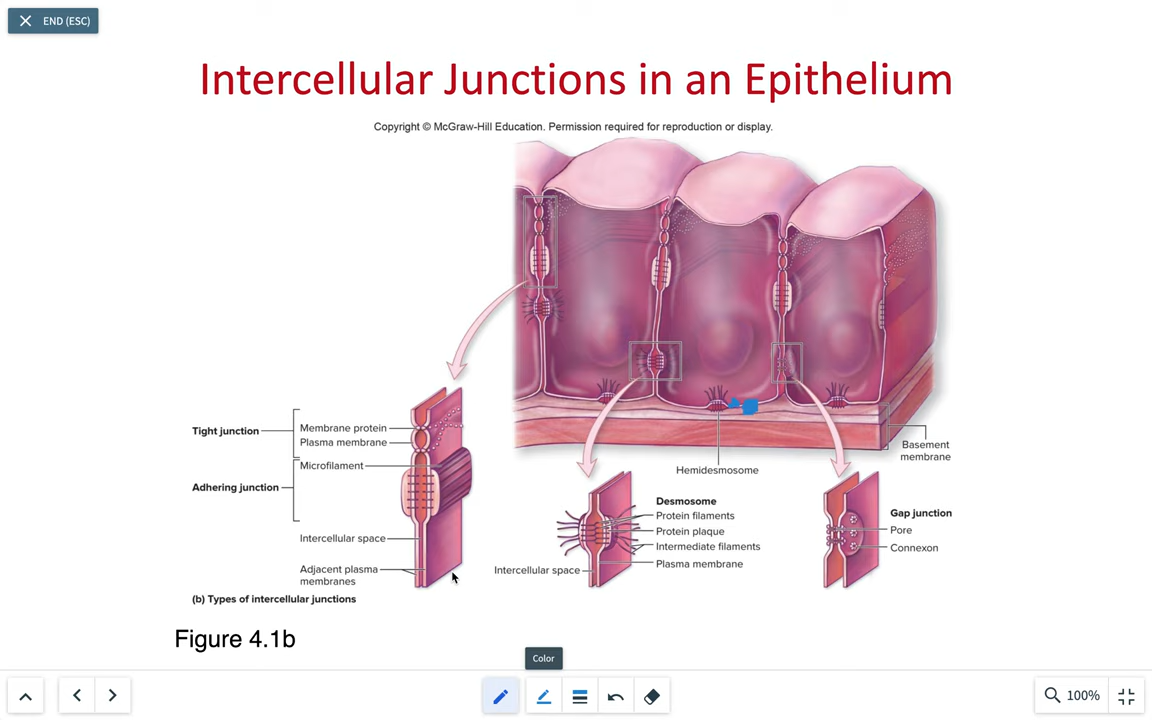 END (ESC)
Intercellular Junctions in an Epithelium
Copyright © McGraw-Hill Education. Permission required for reproduction or display.
Tight junction
Membrane protein
Plasma membrane
Microfilament
Adhering junction
Intercellular space
Adjacent plasma
membranes
(b) Types of intercellular junctions
Hemidesmosome
Desmosome
Protein filaments
Protein plaque
Intermediate filaments
Plasma membrane
Intercellular space
Basement
membrane
Gap junction
Pore
Connexon
Figure 4.1b
Color
100%